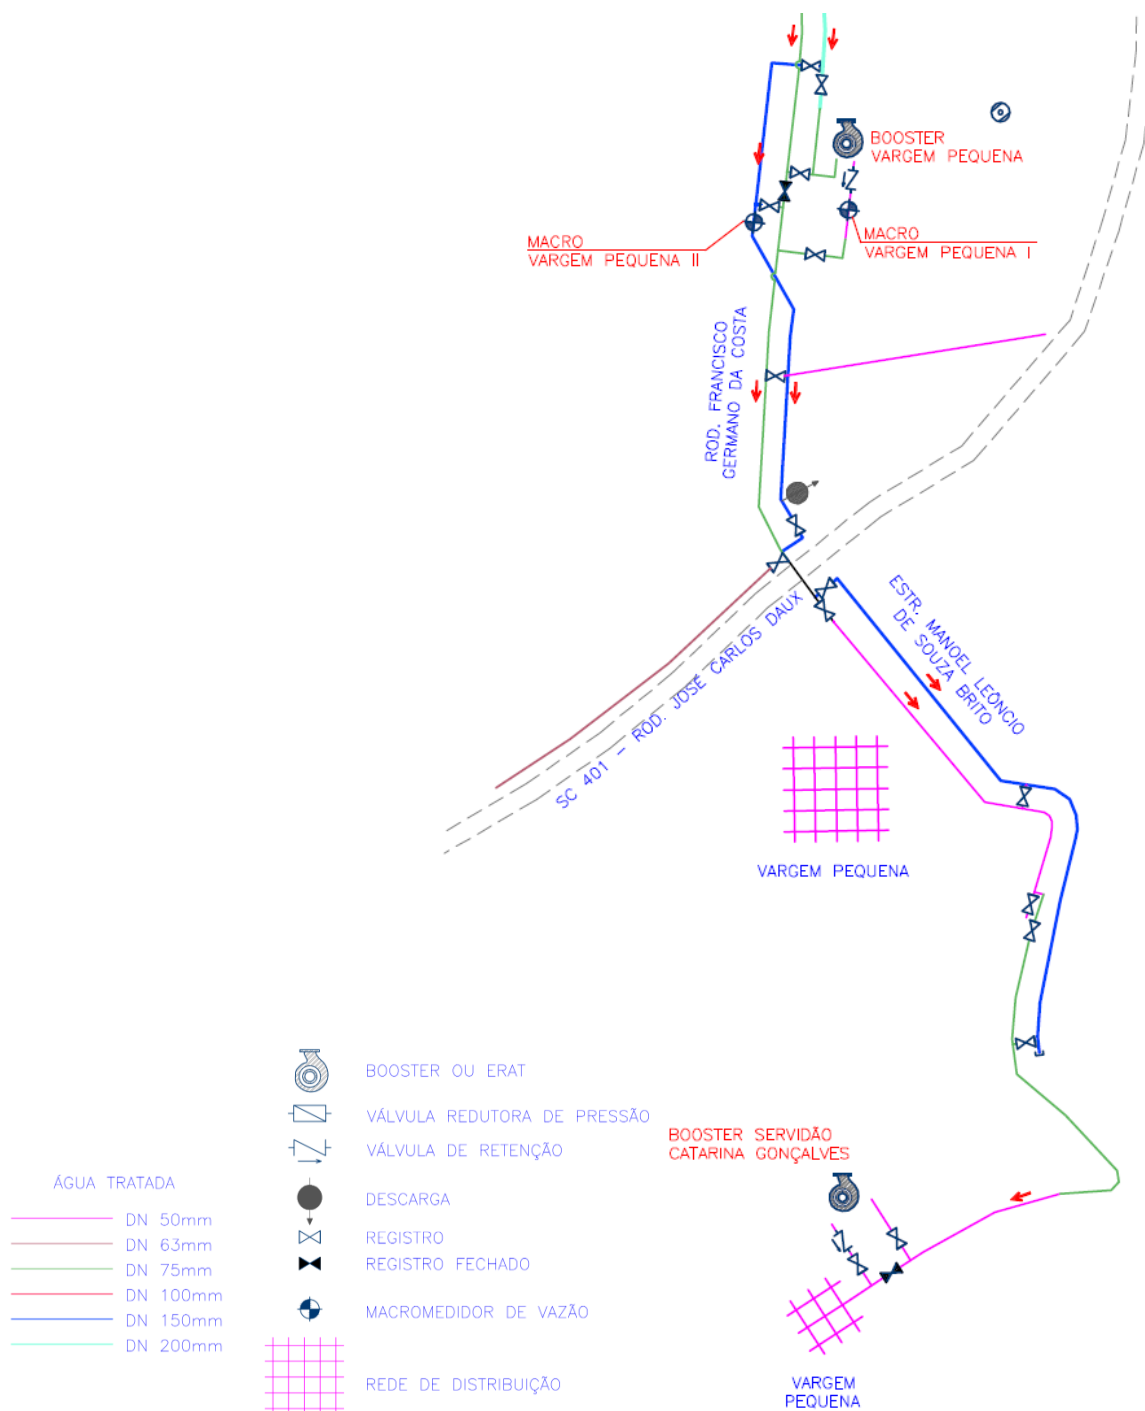 BOOSTER
VARGEM PEQUENA
MACRO
VARGEM PEQUENA II
MACRO
VARGEM PEQUENA I
ROD. FRANCISCO
GERMANO DA COSTA
ESTR. MANOEL LEÔNCIO
DE SOUZA BRITO
SC 401 - ROD. JOSÉ CARLOS DAUX
VARGEM PEQUENA
BOOSTER OU ERAT
VÁLVULA REDUTORA DE PRESSÃO
VÁLVULA DE RETENÇÃO
DESCARGA
REGISTRO
REGISTRO FECHADO
MACROMEDIDOR DE VAZÃO
REDE DE DISTRIBUIÇÃO
ÁGUA TRATADA
DN 50mm
DN 63mm
DN 75mm
DN 100mm
DN 150mm
DN 200mm
BOOSTER SERVIDÃO
CATARINA GONÇALVES
VARGEM
PEQUENA